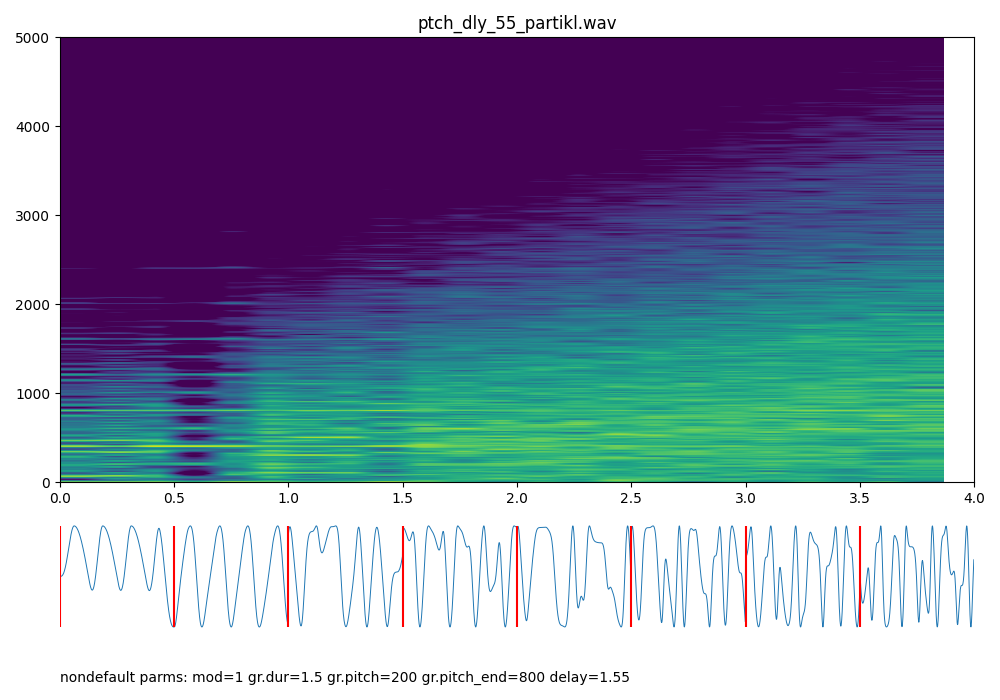 ptch_dly_55_partikl.wav
5000
4000
3000
2000
1000
0
0.0 0.5 1.0 1.5 2.0 2.5 3.0 3.5 4.0
nondefault parms: mod=1 gr.dur=1.5 gr.pitch=200 gr.pitch_end=800 delay=1.55